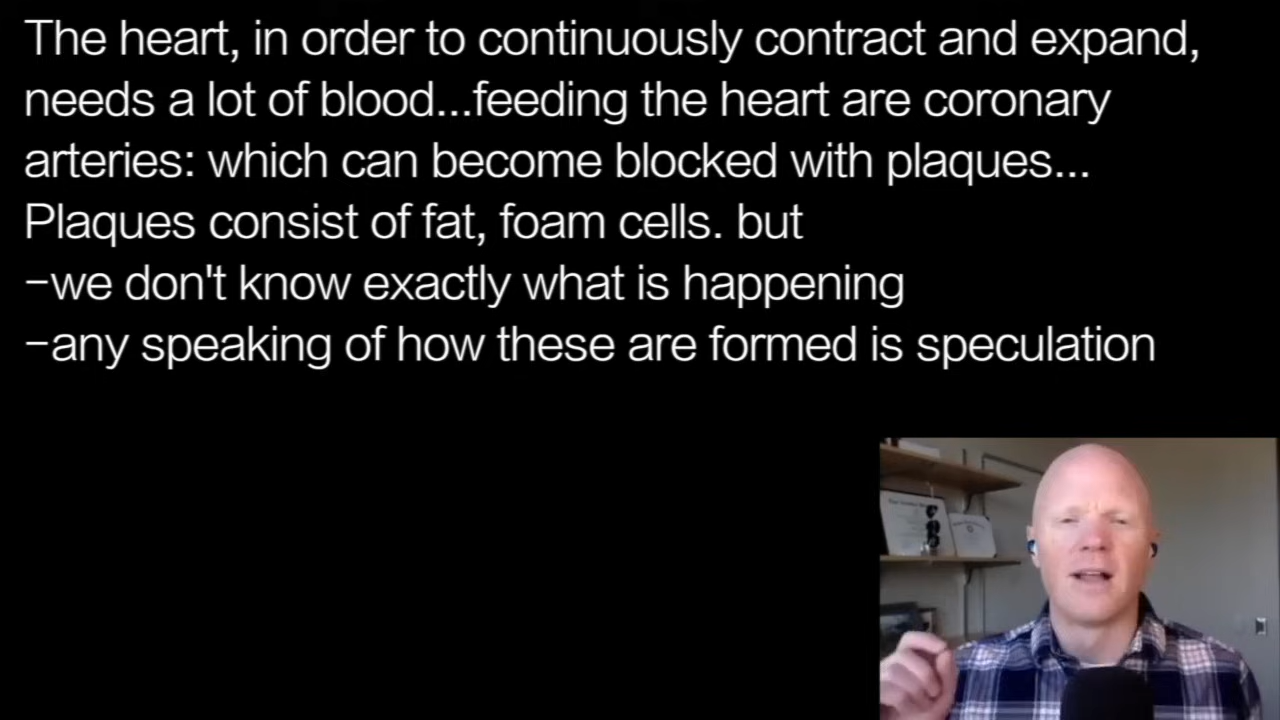 The heart, in order to continuously contract and expand,
needs a lot of blood...feeding the heart are coronary
arteries: which can become blocked with plaques...
Plaques consist of fat, foam cells. but
-we don't know exactly what is happening
-any speaking of how these are formed is speculation